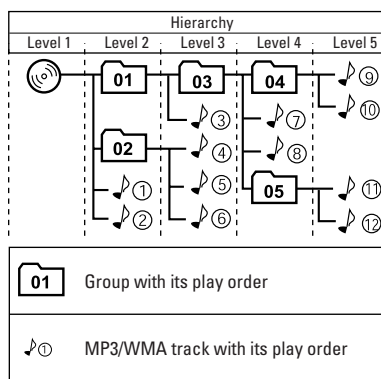 Hierarchy
Level 1 Level 2 Level 3 Level 4 Level 5
01 03 04 ⑨
⑩
③ ⑦
02 ④ ⑧
① ⑤ 05 ⑪
② ⑥ ⑫
01 Group with its play order
① MP3/WMA track with its play order